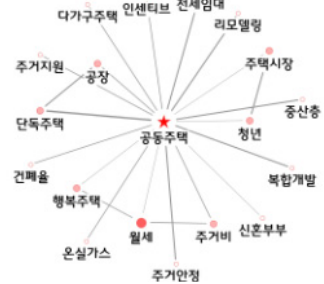 다가구주택
인센티브
전세임대
리모델링
주거지원
공장
주택시장
단독주택
공동주택
청년
중산층
건폐율
행복주택
복합개발
월세
주거비
신혼부부
온실가스
주거안정